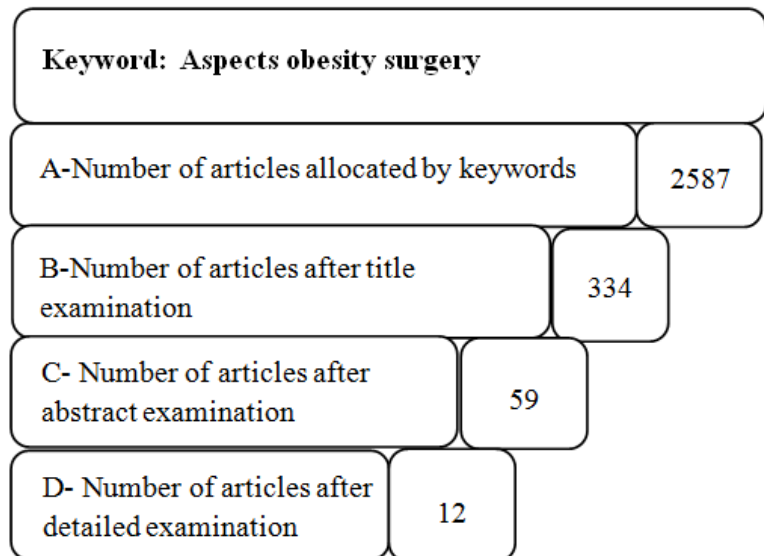 Keyword: Aspects obesity surgery
A-Number of articles allocated by keywords
2587
B-Number of articles after title
examination
334
C- Number of articles after
abstract examination
59
D- Number of articles after
detailed examination
12